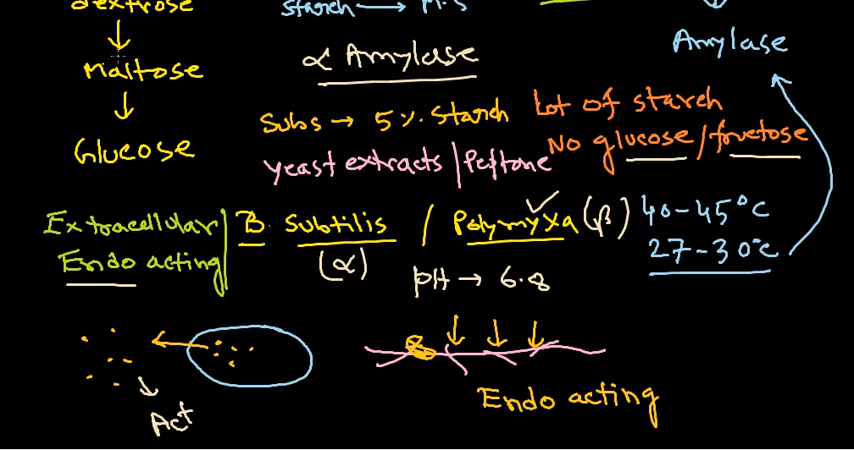 dextrose
starch → M.S
Amylase
α Amylase
Maltose
Subs → 5 %. Starch
Lot of starch
No glucose/fructose
Glucose
yeast extracts/Peptone
Extracellular/
Endo acting
B. Subtilis / Polymyxa (β)
(α)
40-45°C
27-30°C
pH → 6.8
Act
Endo acting